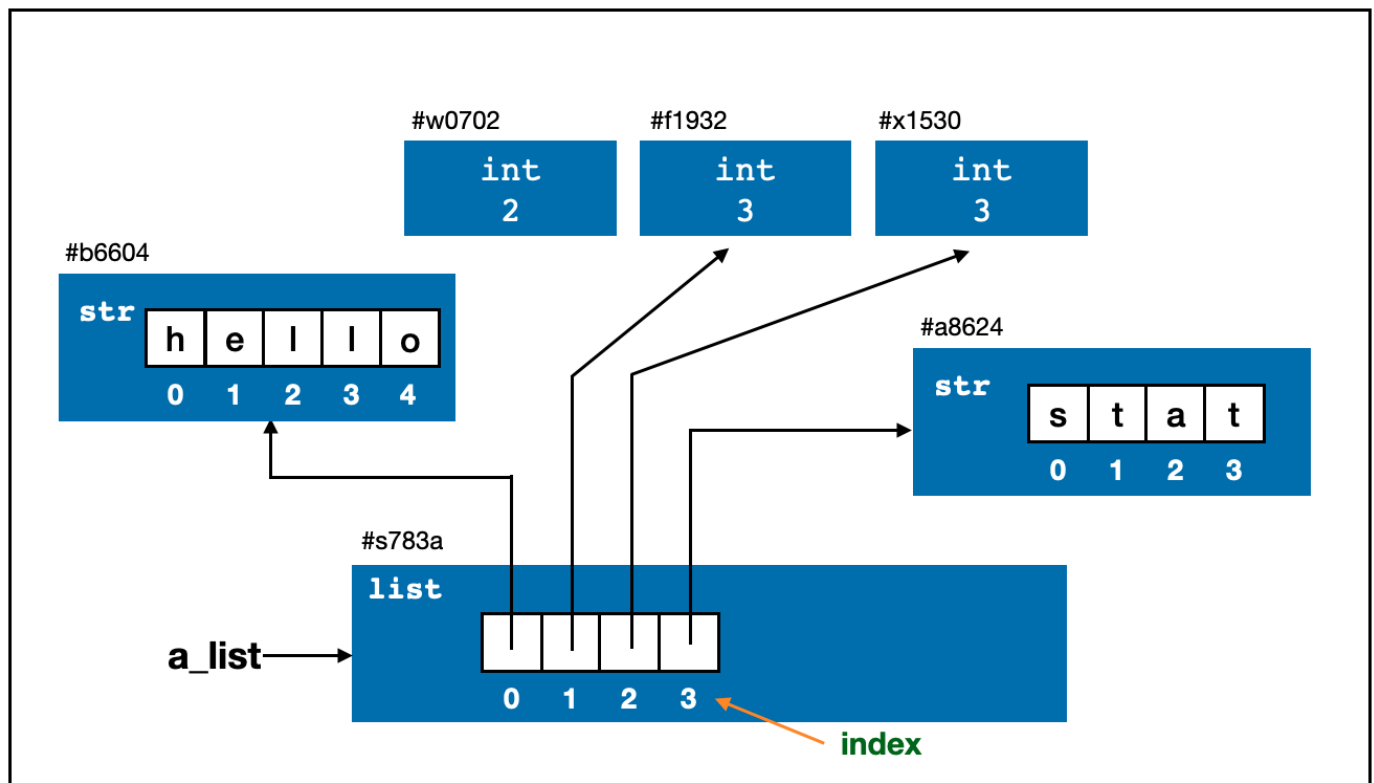 #w0702
#f1932
#x1530
int
2
int
3
int
3
#b6604
str
h e l l o
0 1 2 3 4
#a8624
str
s t a t
0 1 2 3
#s783a
list
a_list
0 1 2 3
index